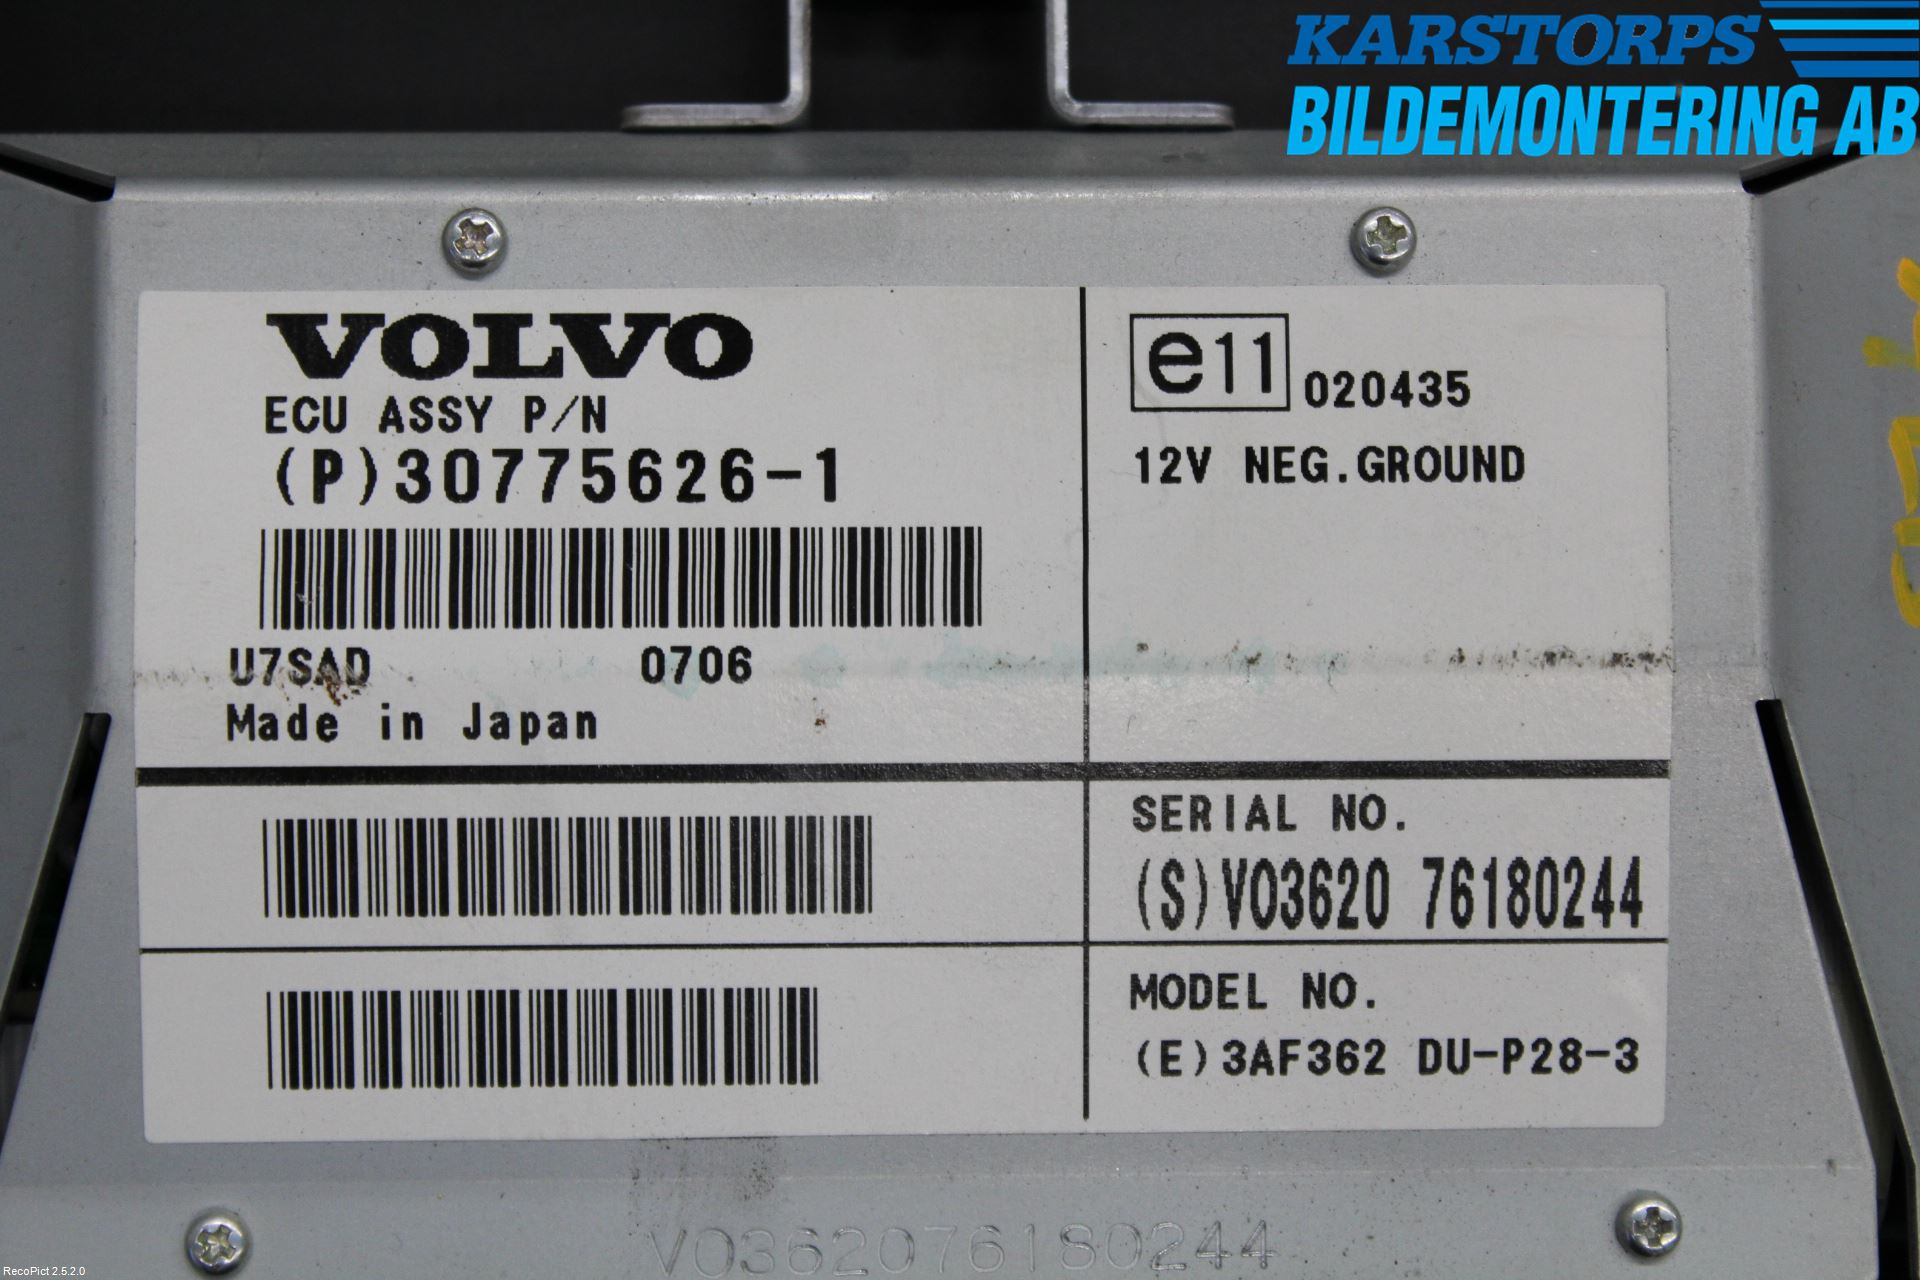 KARSTORPS
BILDEMONTERING AB
VOLVO
ECU ASSY P/N
(P)30775626-1
U7SAD 0706
Made in Japan
e11 020435
12V NEG.GROUND
SERIAL NO.
(S)VO3620 76180244
MODEL NO.
(E)3AF362 DU-P28-3
VO362076180244
RecoPict 2.5.2.0